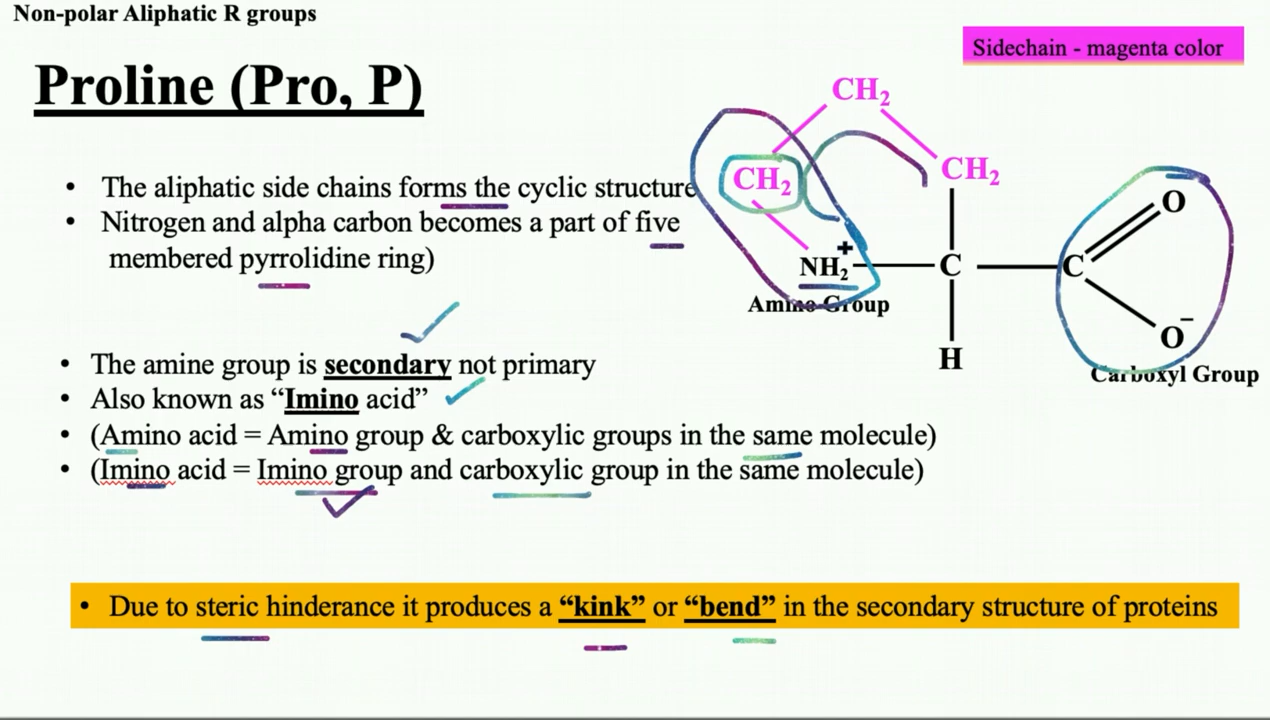 Non-polar Aliphatic R groups
Sidechain - magenta color
Proline (Pro, P)
• The aliphatic side chains forms the cyclic structure
• Nitrogen and alpha carbon becomes a part of five
membered pyrrolidine ring)
CH₂
CH₂
CH₂
O
+
NH₂
C
C
O⁻
Amino Group
H
Carboxyl Group
• The amine group is secondary not primary
• Also known as “Imino acid”
• (Amino acid = Amino group & carboxylic groups in the same molecule)
• (Imino acid = Imino group and carboxylic group in the same molecule)
• Due to steric hinderance it produces a “kink” or “bend” in the secondary structure of proteins